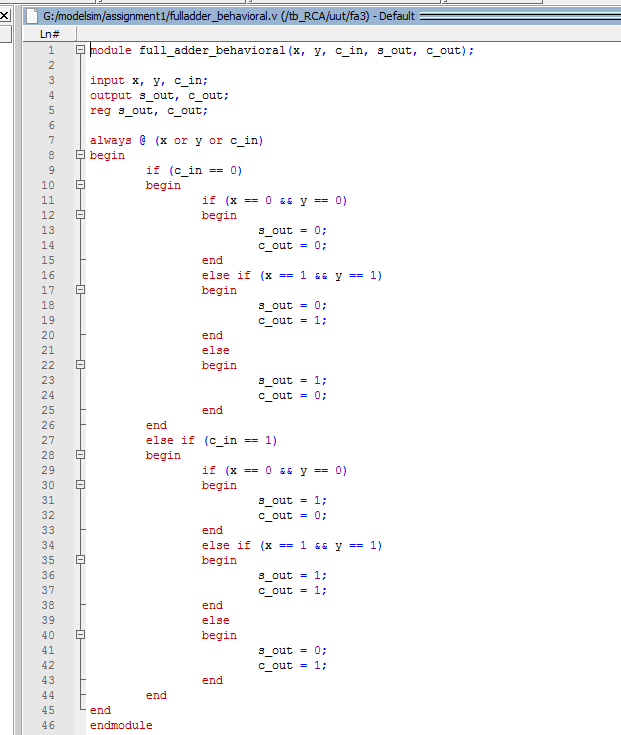 G:/modelsim/assignment1/fulladder_behavioral.v (/tb_RCA/uut/fa3) - Default
Ln#
1 module full_adder_behavioral(x, y, c_in, s_out, c_out);
2
3 input x, y, c_in;
4 output s_out, c_out;
5 reg s_out, c_out;
6
7 always @ (x or y or c_in)
8 begin
9 if (c_in == 0)
10 begin
11 if (x == 0 && y == 0)
12 begin
13 s_out = 0;
14 c_out = 0;
15 end
16 else if (x == 1 && y == 1)
17 begin
18 s_out = 0;
19 c_out = 1;
20 end
21 else
22 begin
23 s_out = 1;
24 c_out = 0;
25 end
26 end
27 else if (c_in == 1)
28 begin
29 if (x == 0 && y == 0)
30 begin
31 s_out = 1;
32 c_out = 0;
33 end
34 else if (x == 1 && y == 1)
35 begin
36 s_out = 1;
37 c_out = 1;
38 end
39 else
40 begin
41 s_out = 0;
42 c_out = 1;
43 end
44 end
45 end
46 endmodule